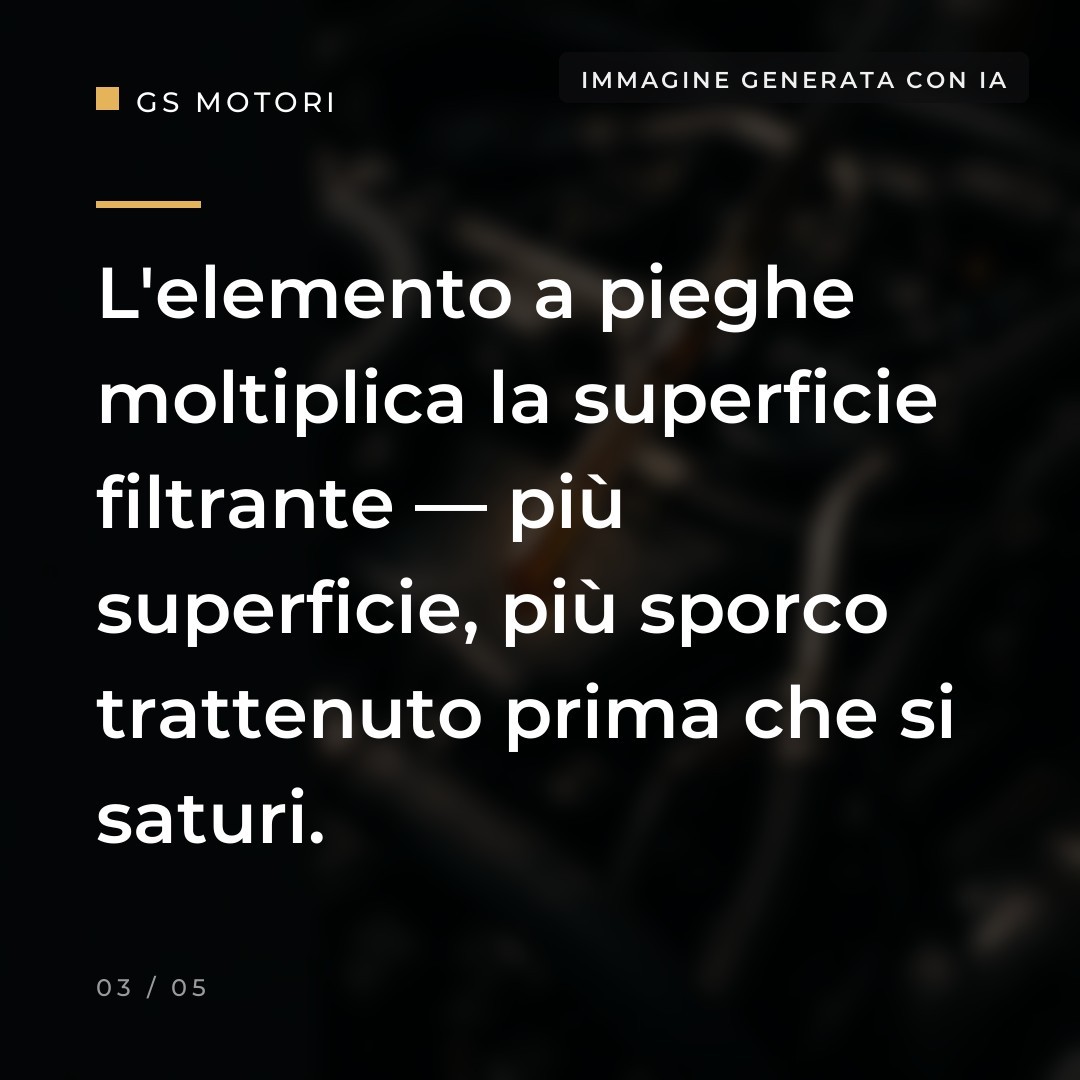 GS MOTORI
IMMAGINE GENERATA CON IA
L'elemento a pieghe
moltiplica la superficie
filtrante — più
superficie, più sporco
trattenuto prima che si
saturi.
03 / 05